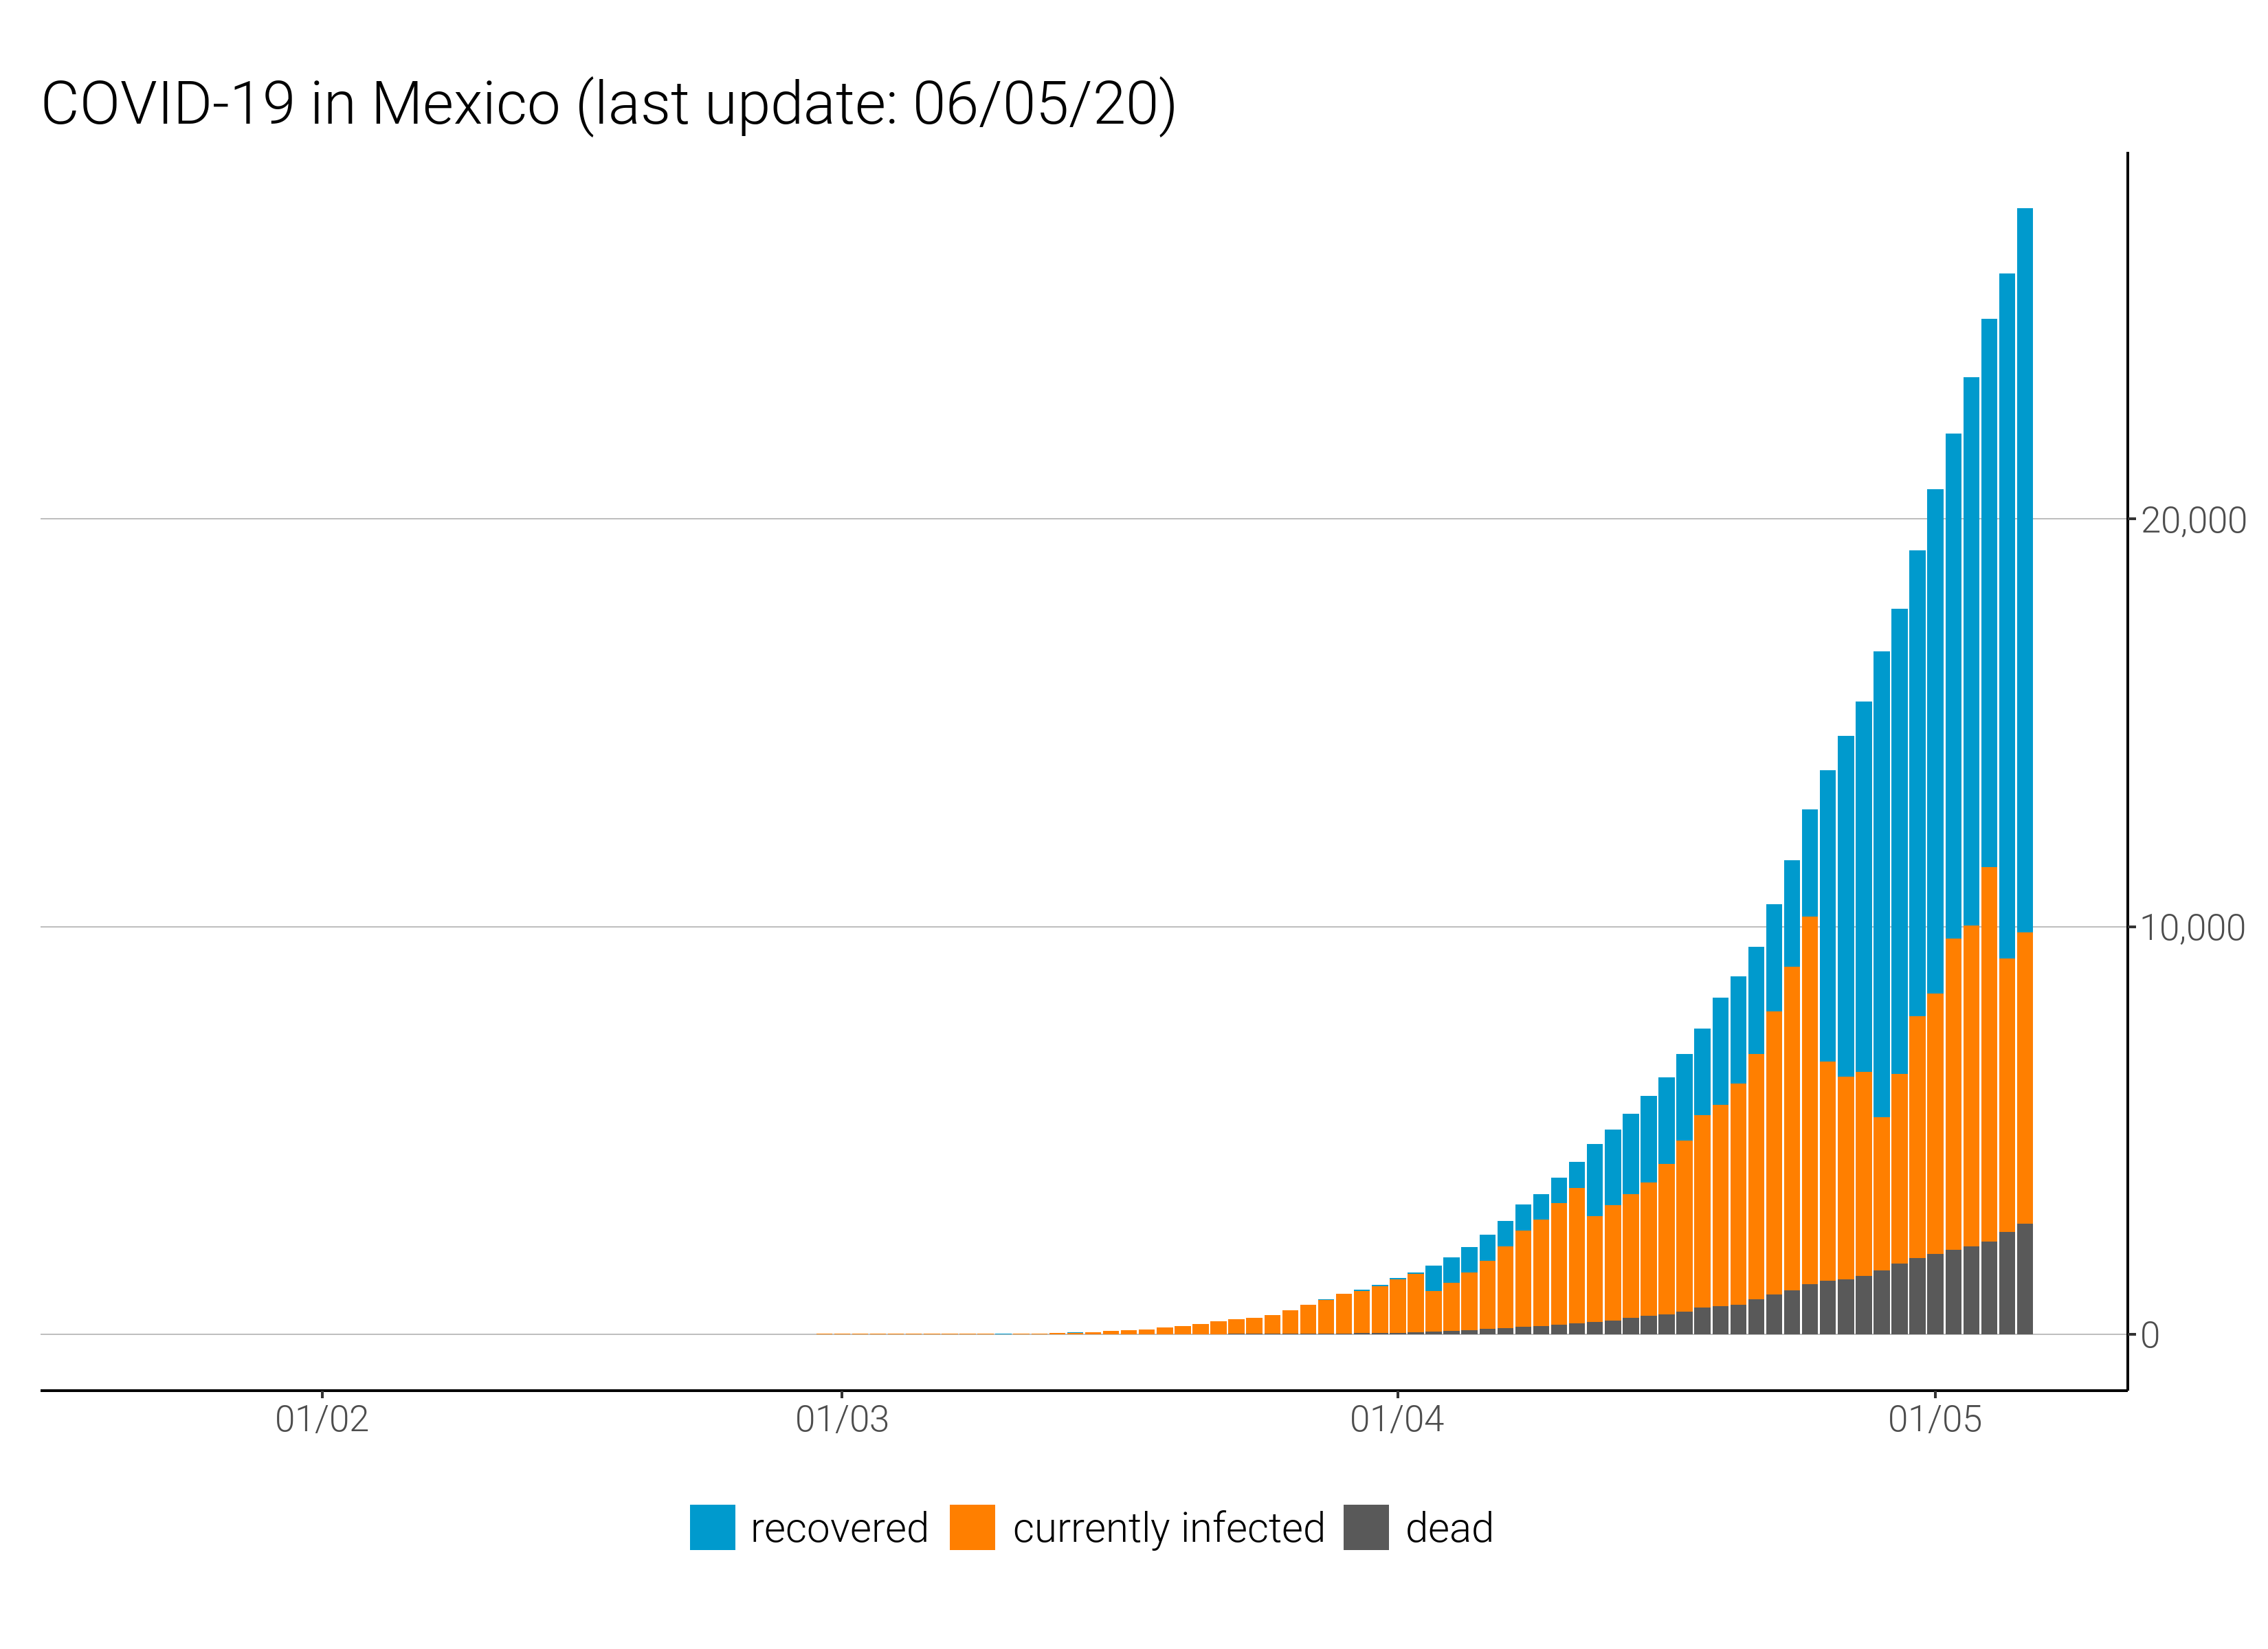 COVID-19 in Mexico (last update: 06/05/20)
20,000
10,000
0
01/02 01/03 01/04 01/05
recovered currently infected dead